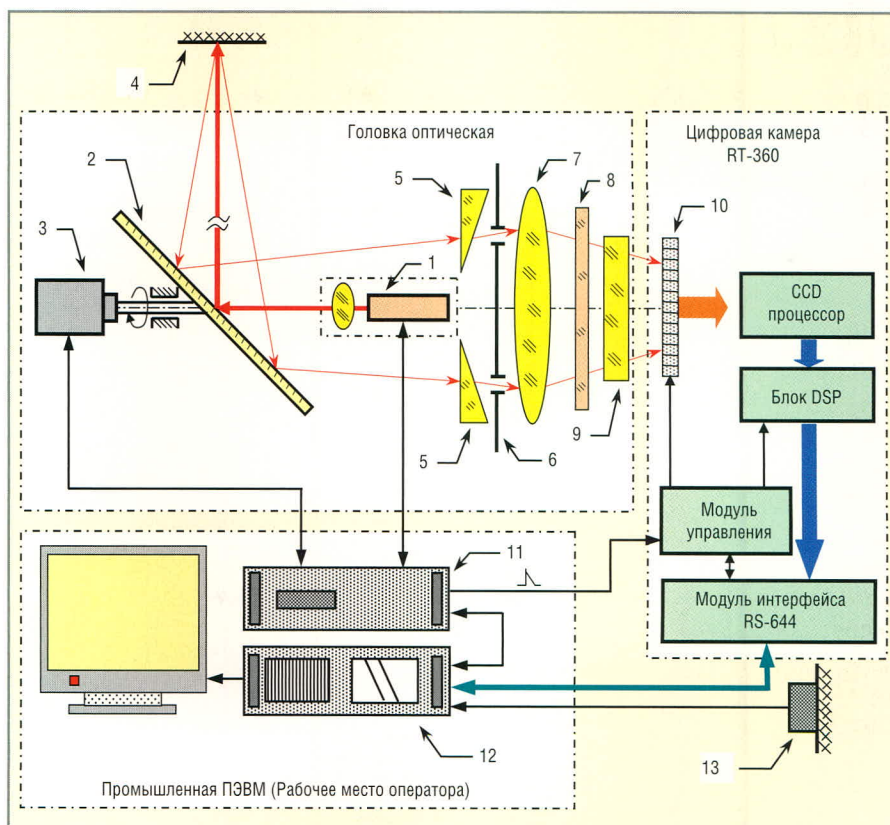 4
Головка оптическая
Цифровая камера
RT-360
2
5
7
8
10
3
1
CCD
процессор
Блок DSP
9
5
6
Модуль
управления
11
Модуль интерфейса
RS-644
12
13
Промышленная ПЭВМ (Рабочее место оператора)